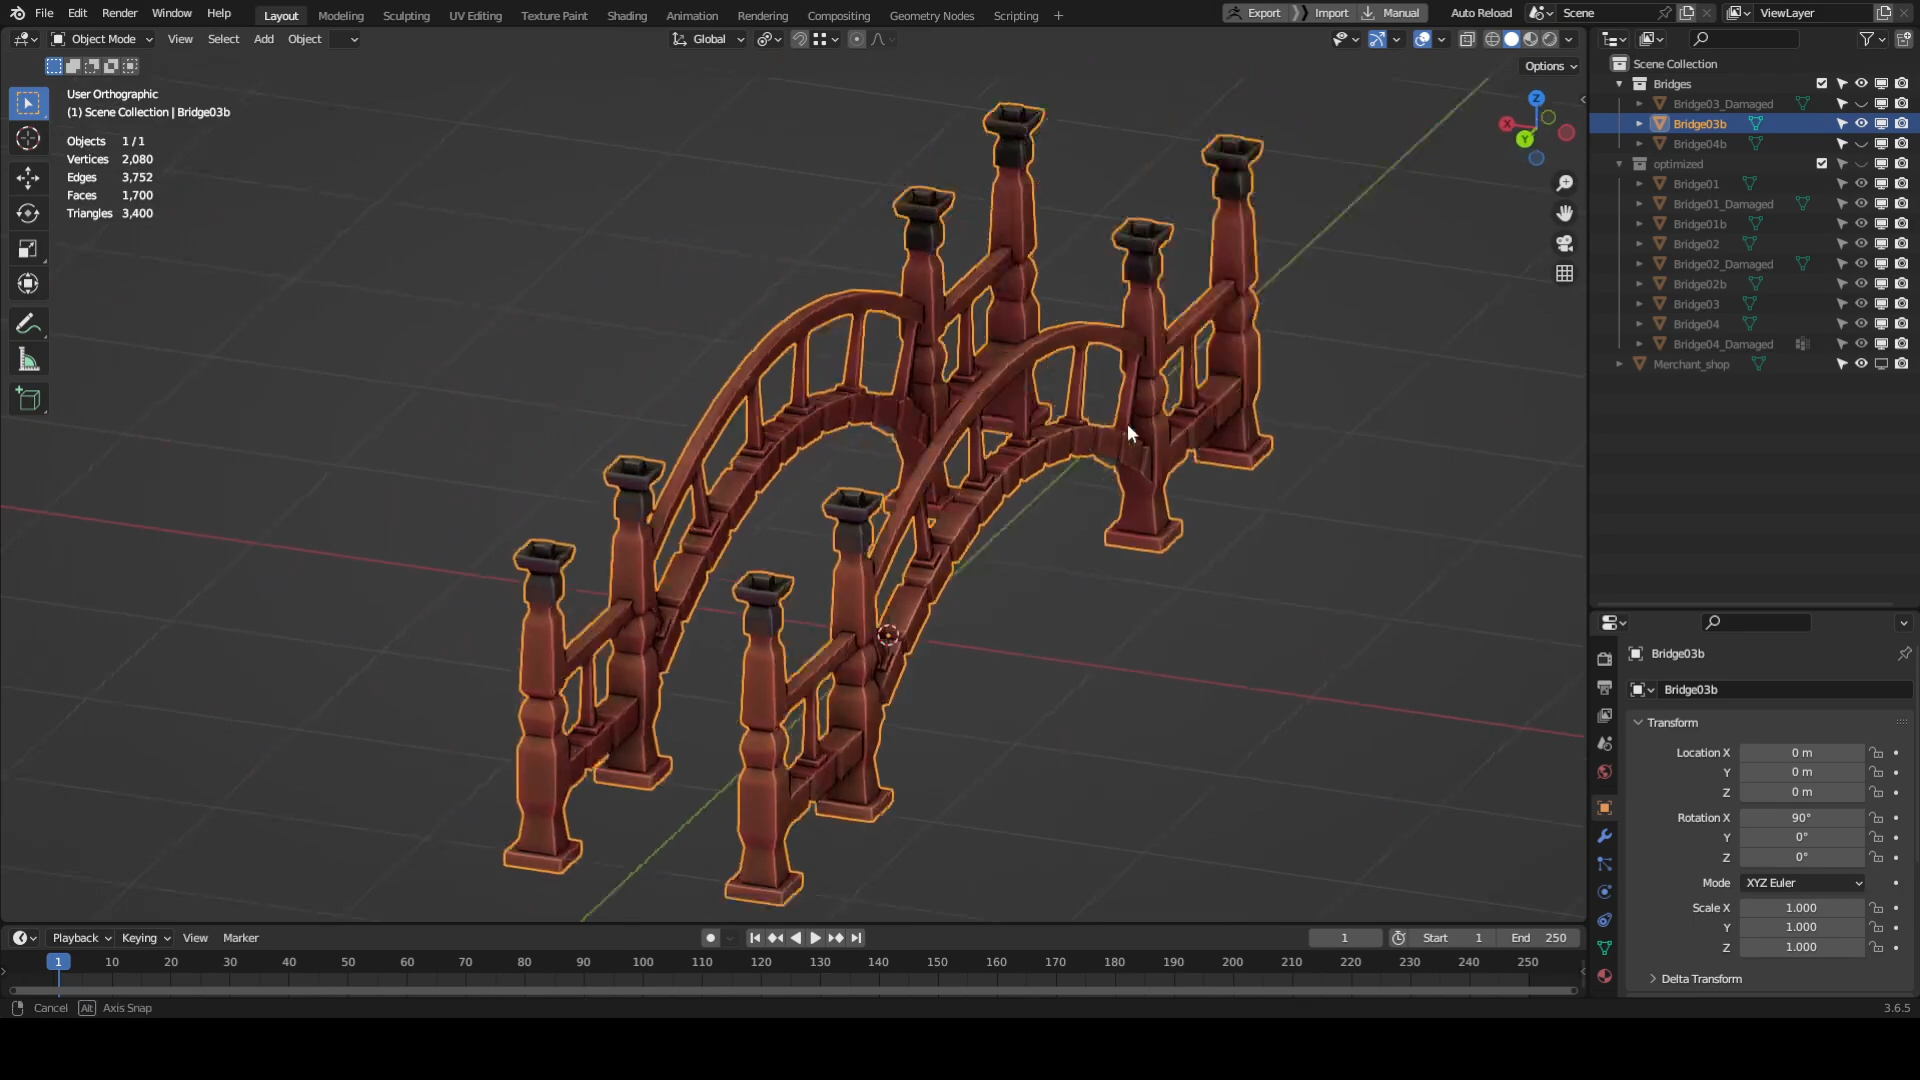 File Edit Render Window Help Layout Modeling Sculpting UV Editing Texture Paint Shading Animation Rendering Compositing Geometry Nodes Scripting + Export Import Manual Auto Reload Scene ViewLayer
Object Mode View Select Add Object Global
Options
User Orthographic
(1) Scene Collection | Bridge03b
Objects 1 / 1
Vertices 2,080
Edges 3,752
Faces 1,700
Triangles 3,400
Z
X
Y
Scene Collection
Bridges
Bridge03_Damaged
Bridge03b
Bridge04b
optimized
Bridge01
Bridge01_Damaged
Bridge01b
Bridge02
Bridge02_Damaged
Bridge02b
Bridge03
Bridge04
Bridge04_Damaged
Merchant_shop
Bridge03b
Bridge03b
Transform
Location X 0 m
Y 0 m
Z 0 m
Rotation X 90°
Y 0°
Z 0°
Mode XYZ Euler
Scale X 1.000
Y 1.000
Z 1.000
Delta Transform
Playback Keying View Marker 1 Start 1 End 250
1 10 20 30 40 50 60 70 80 90 100 110 120 130 140 150 160 170 180 190 200 210 220 230 240 250
Cancel Alt Axis Snap 3.6.5